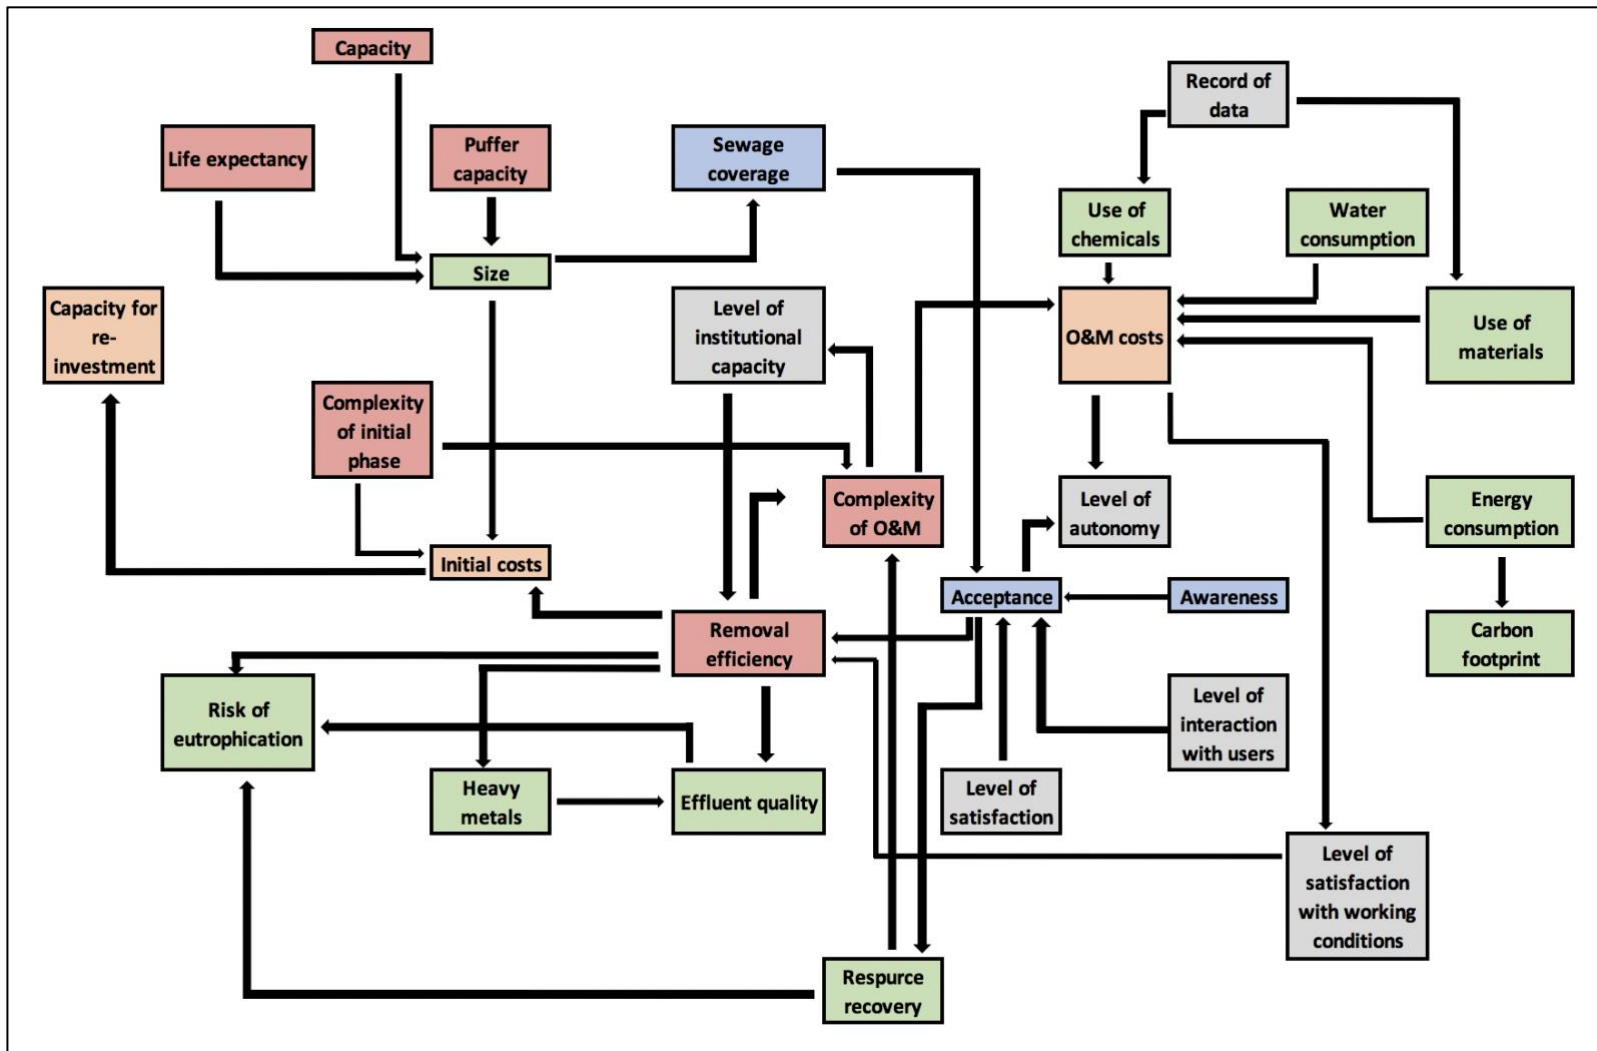 Capacity
Record of
data
Life expectancy
Puffer
capacity
Sewage
coverage
Use of
chemicals
Water
consumption
Size
Capacity for
re-
investment
Level of
institutional
capacity
O&M costs
Use of
materials
Complexity
of initial
phase
Complexity
of O&M
Level of
autonomy
Energy
consumption
Initial costs
Acceptance
Awareness
Removal
efficiency
Carbon
footprint
Risk of
eutrophication
Level of
interaction
with users
Heavy
metals
Effluent quality
Level of
satisfaction
Level of
satisfaction
with working
conditions
Respurce
recovery